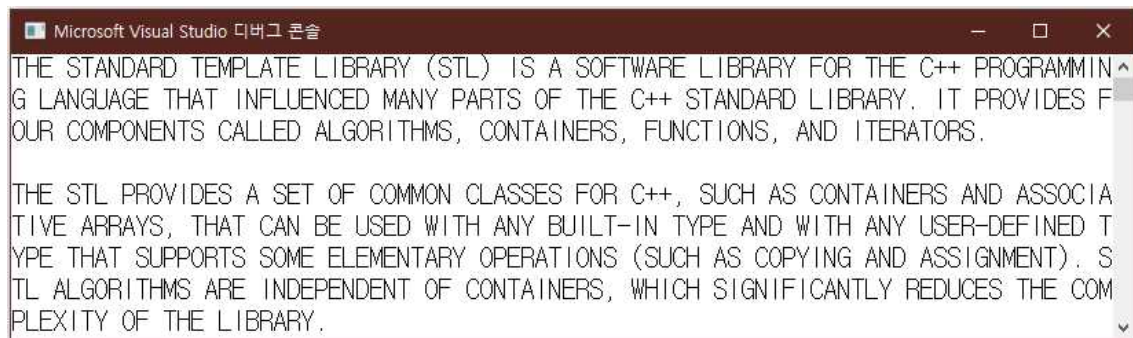 Microsoft Visual Studio 디버그 콘솔
THE STANDARD TEMPLATE LIBRARY (STL) IS A SOFTWARE LIBRARY FOR THE C++ PROGRAMMIN
G LANGUAGE THAT INFLUENCED MANY PARTS OF THE C++ STANDARD LIBRARY. IT PROVIDES F
OUR COMPONENTS CALLED ALGORITHMS, CONTAINERS, FUNCTIONS, AND ITERATORS.
THE STL PROVIDES A SET OF COMMON CLASSES FOR C++, SUCH AS CONTAINERS AND ASSOCIA
TIVE ARRAYS, THAT CAN BE USED WITH ANY BUILT-IN TYPE AND WITH ANY USER-DEFINED T
YPE THAT SUPPORTS SOME ELEMENTARY OPERATIONS (SUCH AS COPYING AND ASSIGNMENT). S
TL ALGORITHMS ARE INDEPENDENT OF CONTAINERS, WHICH SIGNIFICANTLY REDUCES THE COM
PLEXITY OF THE LIBRARY.